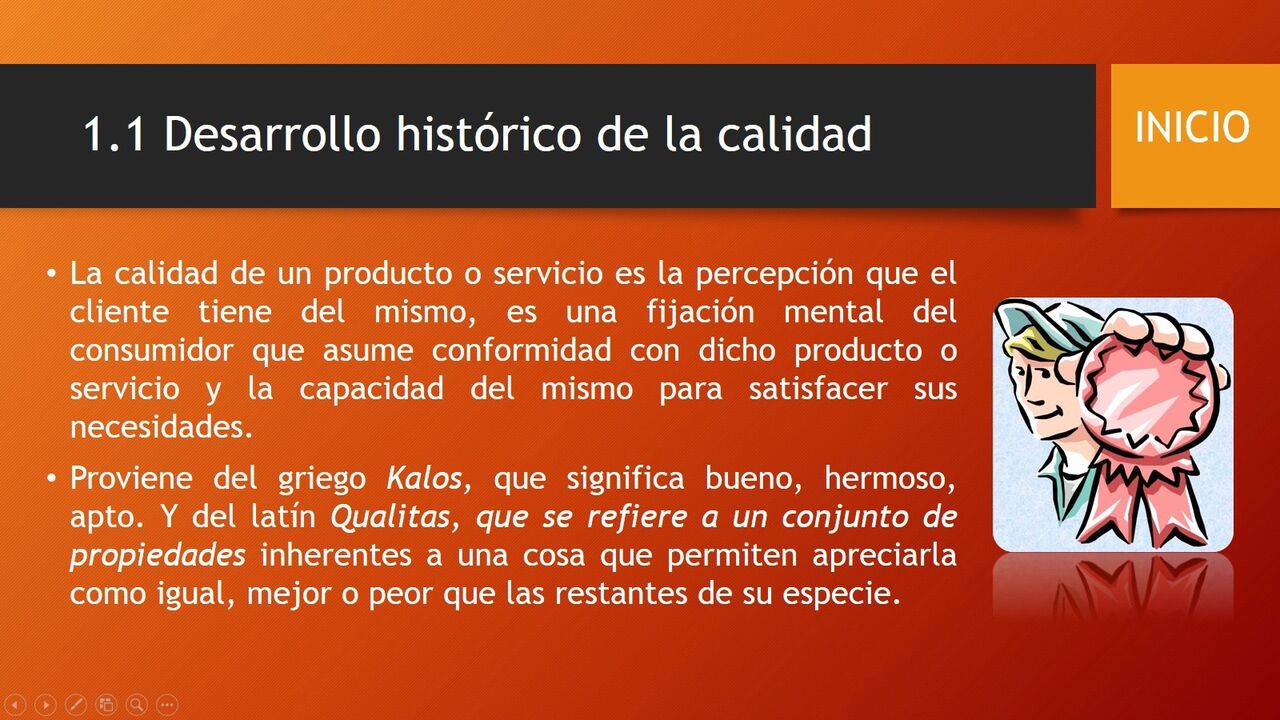 1.1 Desarrollo histórico de la calidad
INICIO
• La calidad de un producto o servicio es la percepción que el
cliente tiene del mismo, es una fijación mental del
consumidor que asume conformidad con dicho producto o
servicio y la capacidad del mismo para satisfacer sus
necesidades.
• Proviene del griego Kalos, que significa bueno, hermoso,
apto. Y del latín Qualitas, que se refiere a un conjunto de
propiedades inherentes a una cosa que permiten apreciarla
como igual, mejor o peor que las restantes de su especie.